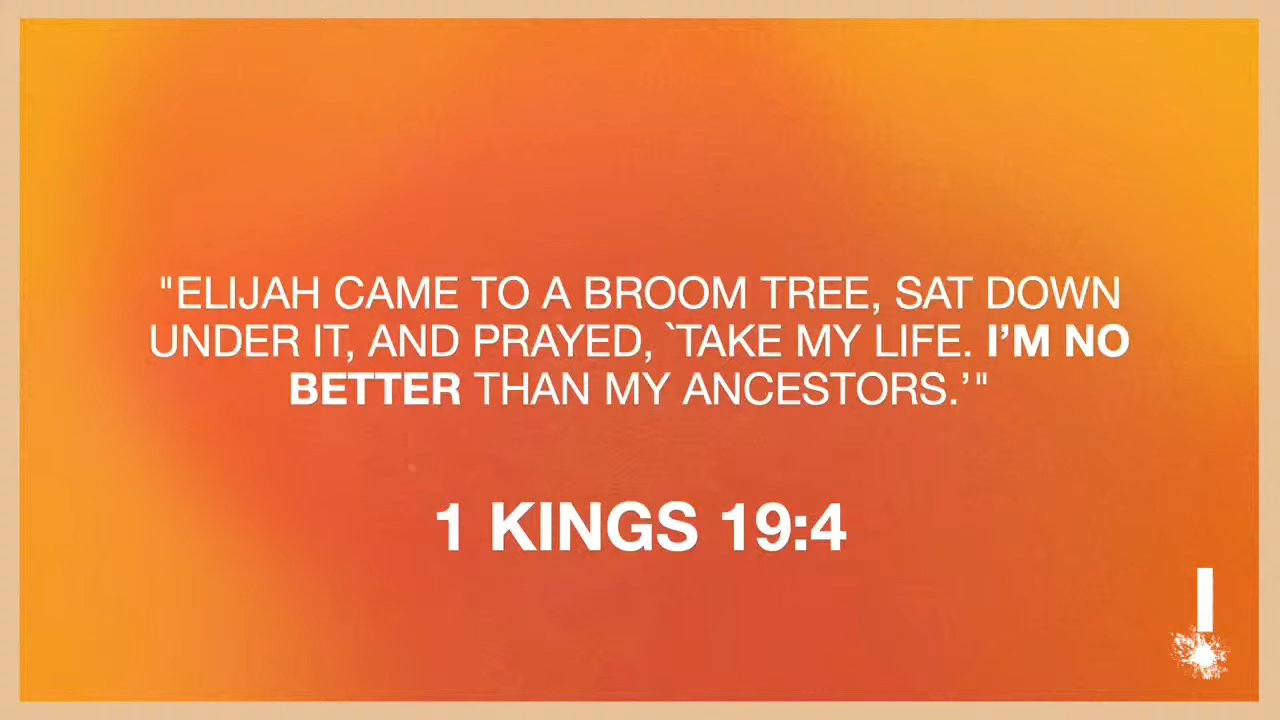 "ELIJAH CAME TO A BROOM TREE, SAT DOWN
UNDER IT, AND PRAYED, `TAKE MY LIFE. I’M NO
BETTER THAN MY ANCESTORS.’"
1 KINGS 19:4